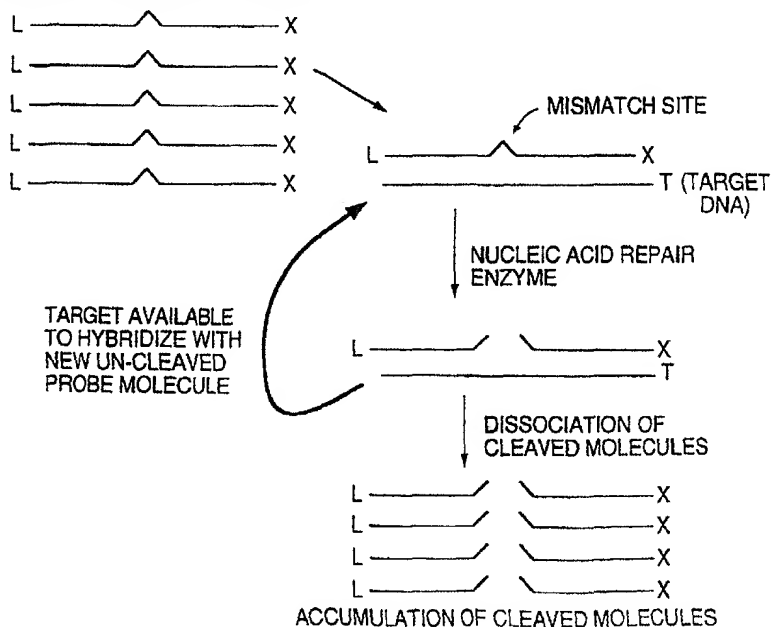 L X
L X
L X
L X
L X
MISMATCH SITE
L X
T (TARGET
DNA)
NUCLEIC ACID REPAIR
ENZYME
TARGET AVAILABLE
TO HYBRIDIZE WITH
NEW UN-CLEAVED
PROBE MOLECULE
L X
T
DISSOCIATION OF
CLEAVED MOLECULES
L X
L X
L X
L X
ACCUMULATION OF CLEAVED MOLECULES